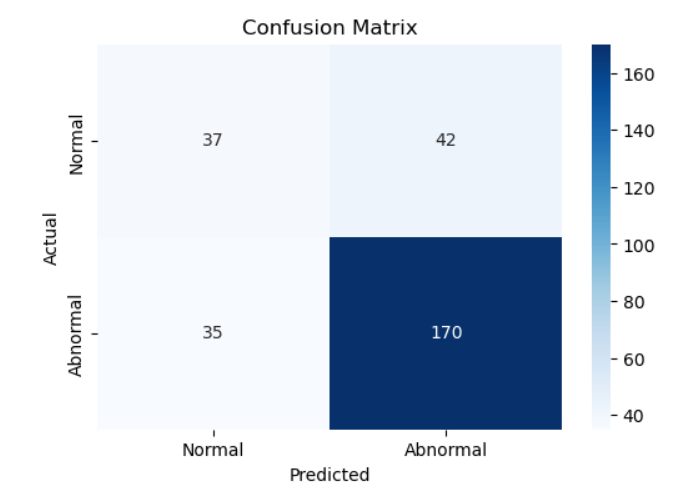 Confusion Matrix
Actual
Normal
37
42
Abnormal
35
170
Normal
Abnormal
Predicted
160
140
120
100
80
60
40